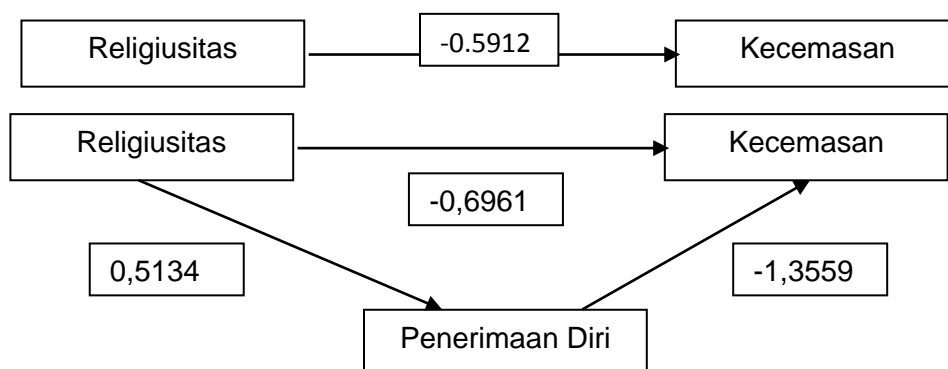 Religiusitas
-0.5912
Kecemasan
Religiusitas
Kecemasan
-0,6961
0,5134
-1,3559
Penerimaan Diri